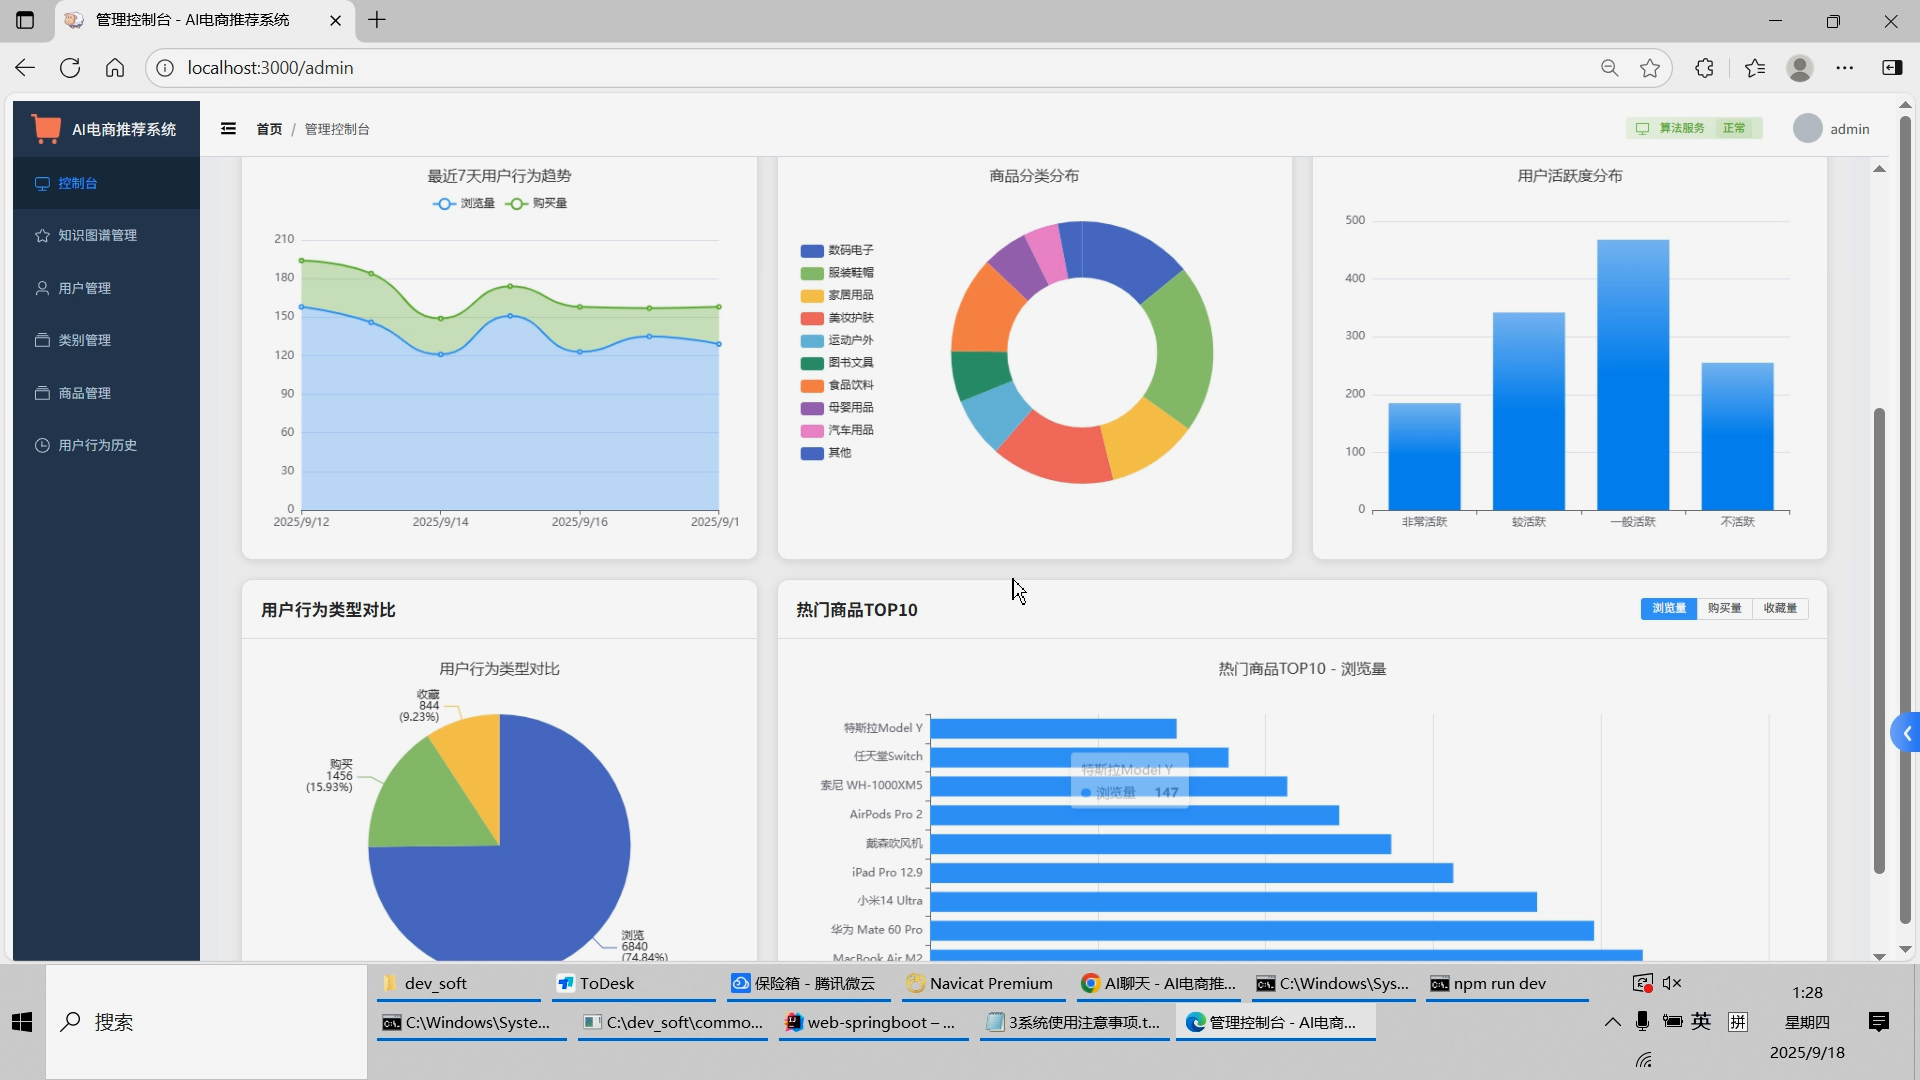 管理控制台 - AI电商推荐系统
localhost:3000/admin
AI电商推荐系统
首页 / 管理控制台
算法服务 正常
admin
控制台
知识图谱管理
用户管理
类别管理
商品管理
用户行为历史
最近7天用户行为趋势
浏览量 购买量
210
180
150
120
90
60
30
0
2025/9/12 2025/9/14 2025/9/16 2025/9/1
商品分类分布
数码电子
服装鞋帽
家居用品
美妆护肤
运动户外
图书文具
食品饮料
母婴用品
汽车用品
其他
用户活跃度分布
500
400
300
200
100
0
非常活跃 较活跃 一般活跃 不活跃
用户行为类型对比
用户行为类型对比
收藏
844
(9.23%)
购买
1456
(15.93%)
浏览
6840
(74.84%)
热门商品TOP10
浏览量 购买量 收藏量
热门商品TOP10 - 浏览量
特斯拉Model Y
任天堂Switch
索尼 WH-1000XM5
AirPods Pro 2
戴森吹风机
iPad Pro 12.9
小米14 Ultra
华为 Mate 60 Pro
MacBook Air M2
特斯拉Model Y
浏览量 147
搜索
dev_soft
ToDesk
保险箱 - 腾讯微云
Navicat Premium
AI聊天 - AI电商推...
C:\Windows\Sys...
npm run dev
C:\Windows\Syste...
C:\dev_soft\commo...
web-springboot – ...
3系统使用注意事项.t...
管理控制台 - AI电商...
英
拼
1:28
星期四
2025/9/18